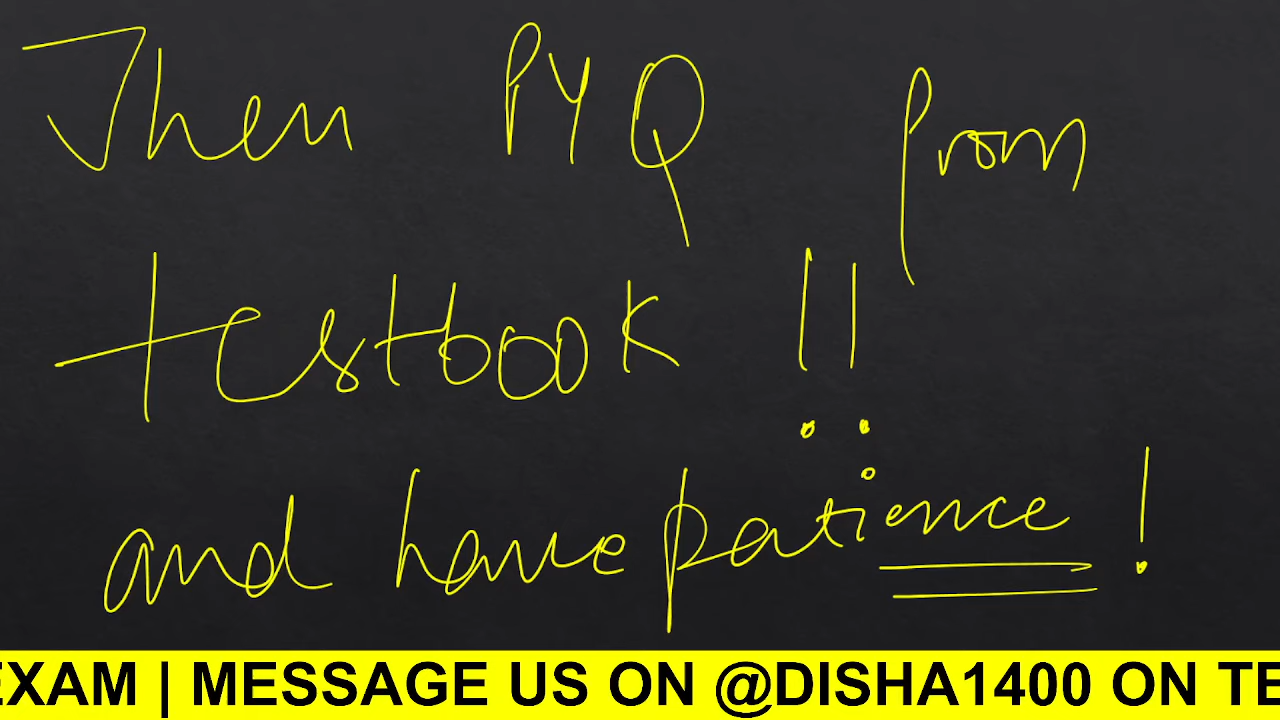 Then PYQ from
testbook !!
and have patience !
EXAM | MESSAGE US ON @DISHA1400 ON TE